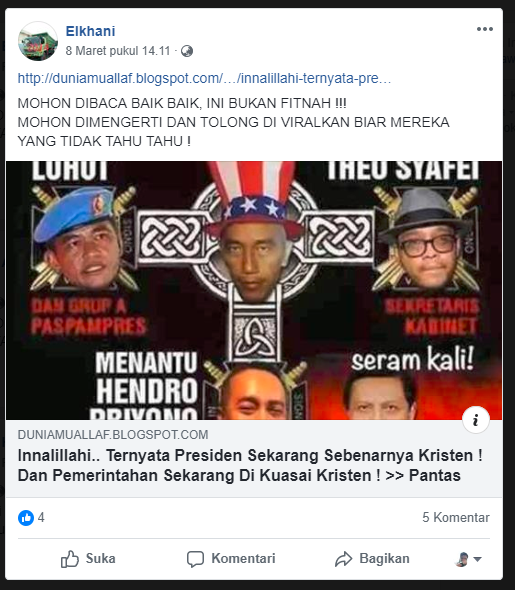 Elkhani
8 Maret pukul 14.11 ·
http://duniamuallaf.blogspot.com/…/innalillahi-ternyata-pre…
MOHON DIBACA BAIK BAIK, INI BUKAN FITNAH !!!
MOHON DIMENGERTI DAN TOLONG DI VIRALKAN BIAR MEREKA
YANG TIDAK TAHU TAHU !
LUHUT
THEO SYAFEI
DAN GRUP A
PASPAMPRES
SEKRETARIS
KABINET
MENANTU
HENDRO
PRIYONO
seram kali!
DUNIAMUALLAF.BLOGSPOT.COM
Innalillahi.. Ternyata Presiden Sekarang Sebenarnya Kristen !
Dan Pemerintahan Sekarang Di Kuasai Kristen ! >> Pantas
4
5 Komentar
Suka
Komentari
Bagikan